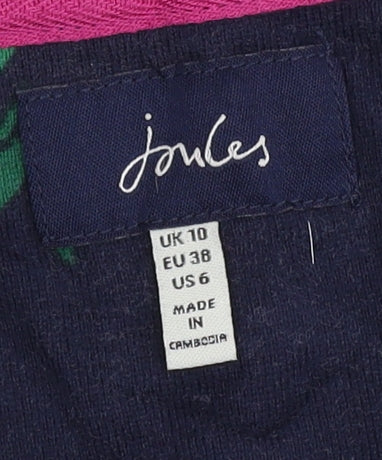 Joules
UK 10
EU 38
US 6
MADE
IN
CAMBODIA